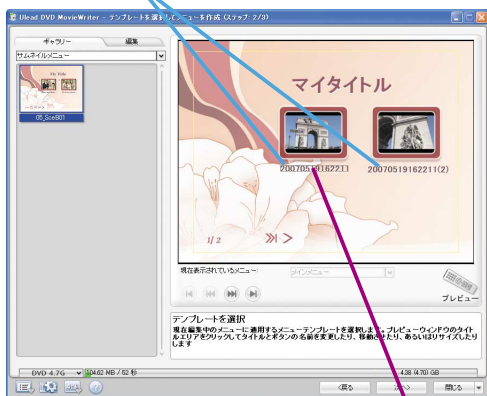 Ulead DVD MovieWriter - テンプレートを選択してメニューを作成 (ステップ: 2/3)
ギャラリー
編集
サムネイルメニュー
My Title
05_SceB01
マイタイトル
20070519162211
20070519162211(2)
1/ 2
現在表示されているメニュー:
メインメニュー
プレビュー
テンプレートを選択
現在編集中のメニューに適用するメニューテンプレートを選択します。プレビューウィンドウのタイト
ルエリアをクリックしてタイトルとボタンの名前を変更したり、移動させたり、あるいはリサイズしたり
します
DVD 4.7G
104.62 MB / 52 秒
4.38 (4.70) GB
<戻る
次へ>
閉じる